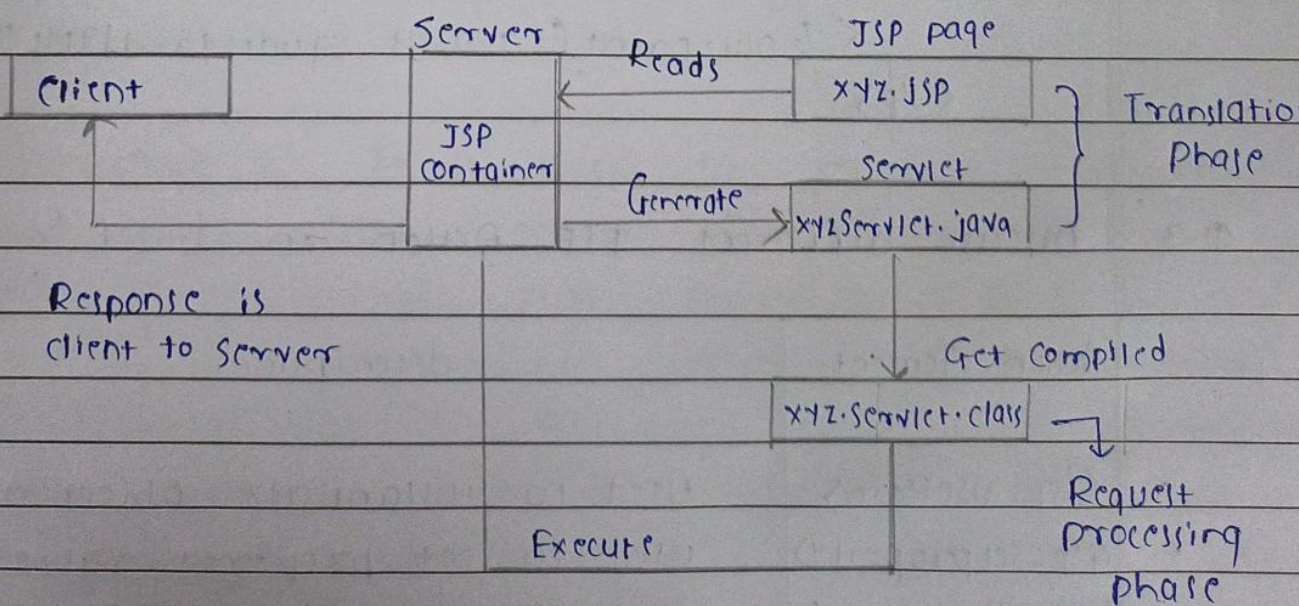 Server
JSP page
Client
Reads
xyz.JSP
Translatio
Phase
JSP
container
Servlet
Generate
xyzServlet.java
Response is
client to server
Get compiled
xyz.servlet.class
Request
processing
phase
Execute